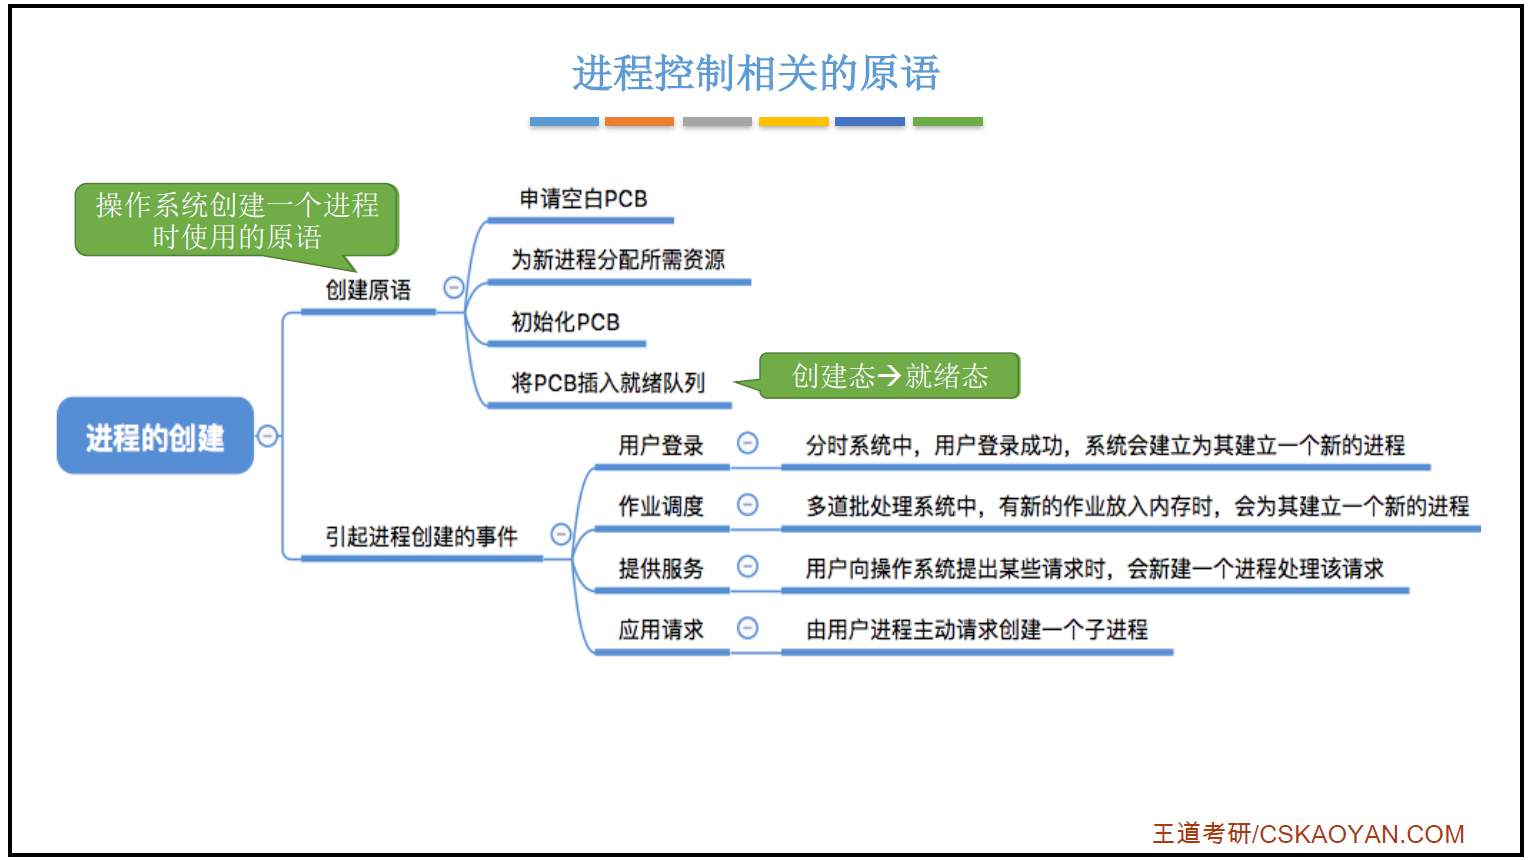 进程控制相关的原语
操作系统创建一个进程
时使用的原语
创建原语
申请空白PCB
为新进程分配所需资源
初始化PCB
将PCB插入就绪队列
创建态→就绪态
进程的创建
引起进程创建的事件
用户登录
分时系统中，用户登录成功，系统会建立为其建立一个新的进程
作业调度
多道批处理系统中，有新的作业放入内存时，会为其建立一个新的进程
提供服务
用户向操作系统提出某些请求时，会新建一个进程处理该请求
应用请求
由用户进程主动请求创建一个子进程
王道考研/CSKAOYAN.COM